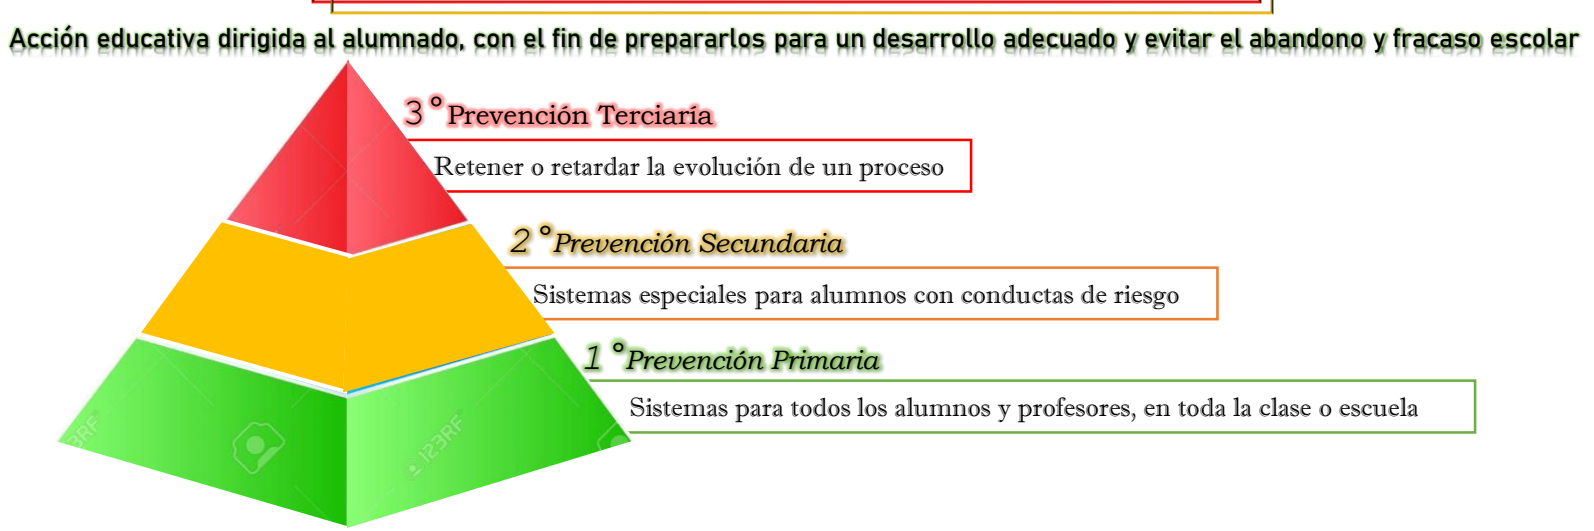 Acción educativa dirigida al alumnado, con el fin de prepararlos para un desarrollo adecuado y evitar el abandono y fracaso escolar
3°Prevención Terciaría
Retener o retardar la evolución de un proceso
2°Prevención Secundaria
Sistemas especiales para alumnos con conductas de riesgo
1°Prevención Primaria
Sistemas para todos los alumnos y profesores, en toda la clase o escuela
123RF